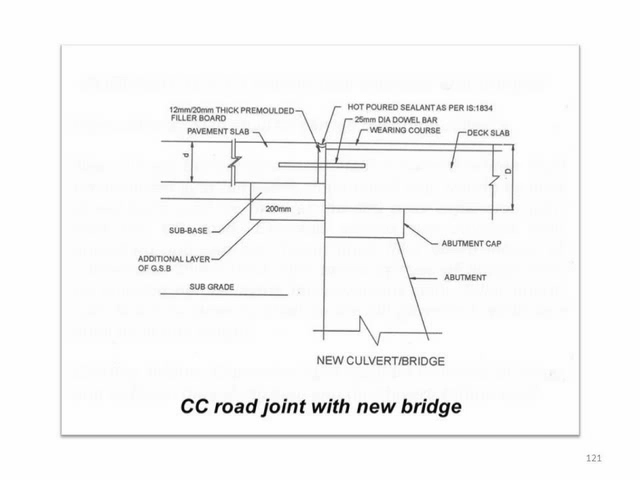 12mm/20mm THICK PREMOULDED
FILLER BOARD
HOT POURED SEALANT AS PER IS:1834
25mm DIA DOWEL BAR
PAVEMENT SLAB
WEARING COURSE
DECK SLAB
d
D
200mm
SUB-BASE
ABUTMENT CAP
ADDITIONAL LAYER
OF G.S.B
ABUTMENT
SUB GRADE
NEW CULVERT/BRIDGE
CC road joint with new bridge
121